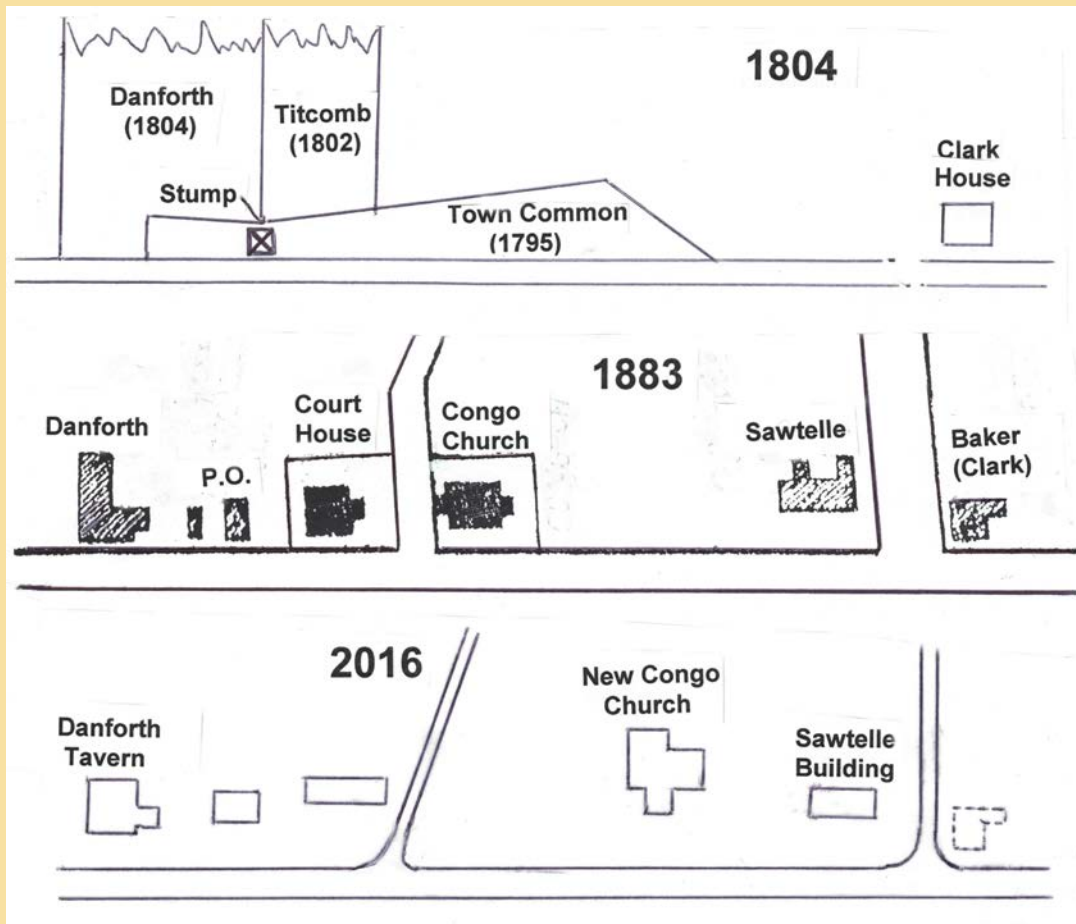 1804
Danforth
(1804)
Titcomb
(1802)
Stump
Town Common
(1795)
Clark
House
1883
Danforth
P.O.
Court
House
Congo
Church
Sawtelle
Baker
(Clark)
2016
Danforth
Tavern
New Congo
Church
Sawtelle
Building